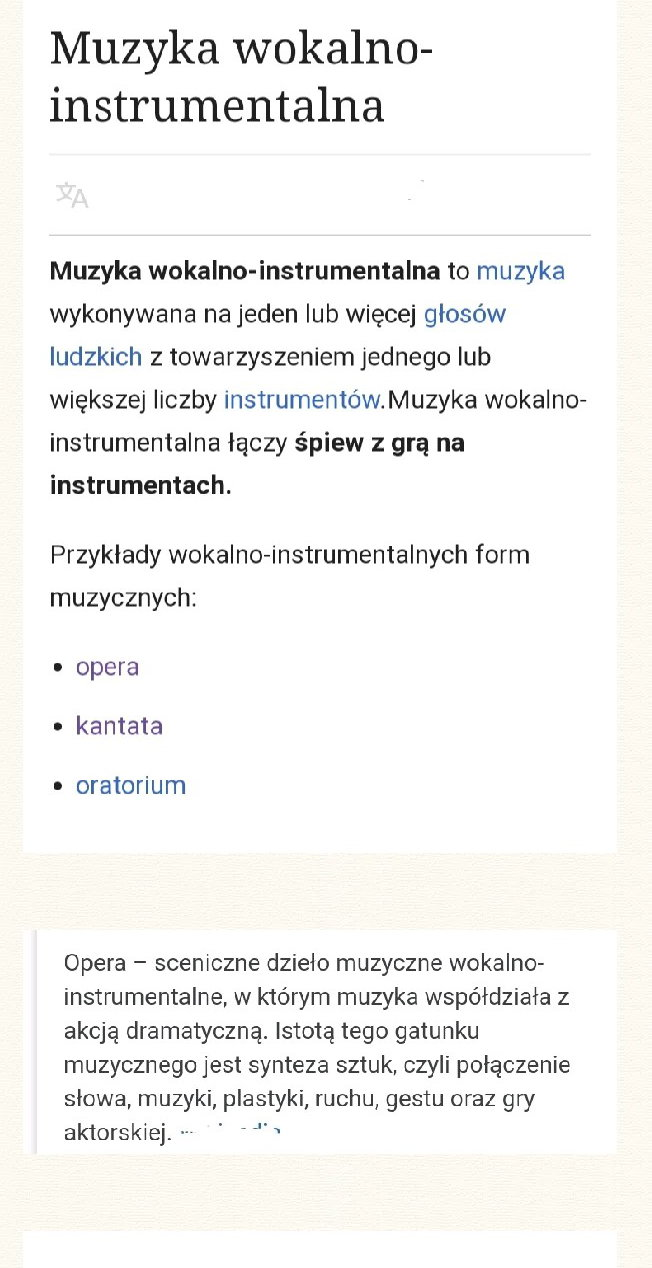 Muzyka wokalno-
instrumentalna
Muzyka wokalno-instrumentalna to muzyka
wykonywana na jeden lub więcej głosów
ludzkich z towarzyszeniem jednego lub
większej liczby instrumentów.Muzyka wokalno-
instrumentalna łączy śpiew z grą na
instrumentach.
Przykłady wokalno-instrumentalnych form
muzycznych:
• opera
• kantata
• oratorium
Opera – sceniczne dzieło muzyczne wokalno-
instrumentalne, w którym muzyka współdziała z
akcją dramatyczną. Istotą tego gatunku
muzycznego jest synteza sztuk, czyli połączenie
słowa, muzyki, plastyki, ruchu, gestu oraz gry
aktorskiej.